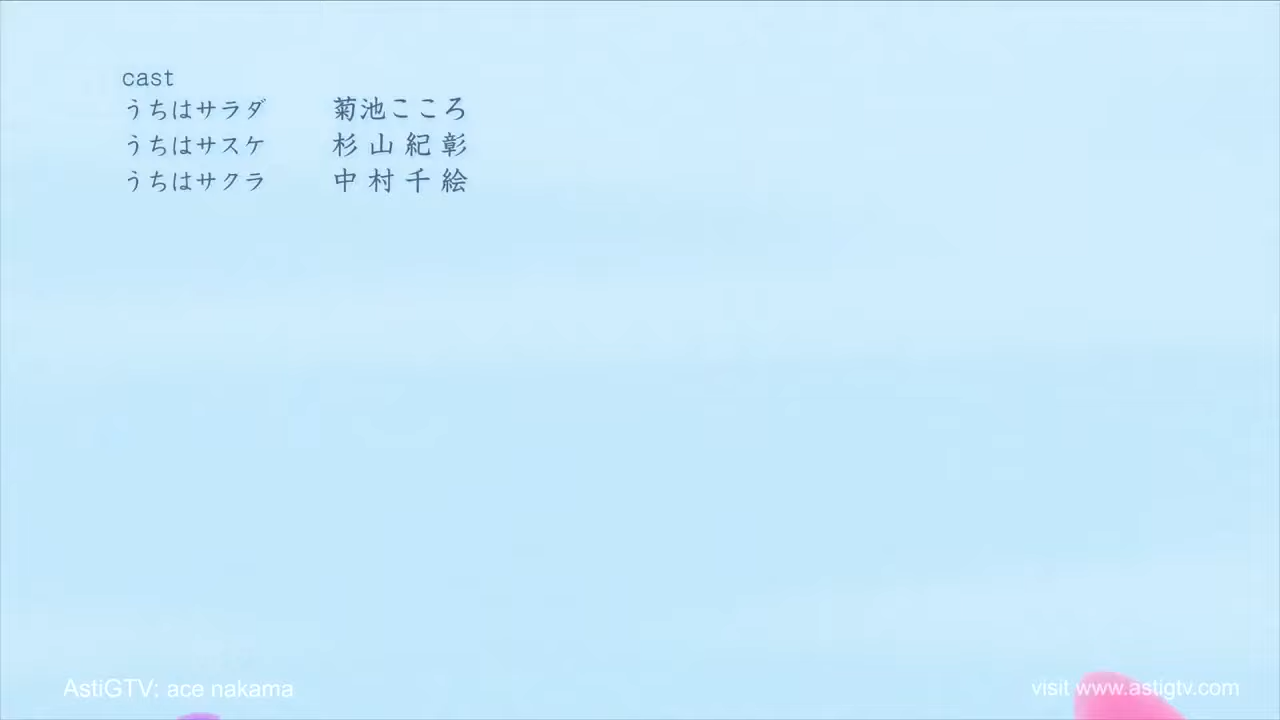 cast
うちはサラダ 菊池こころ
うちはサスケ 杉山紀彰
うちはサクラ 中村千絵
AstiGTV: ace nakama
visit www.astigtv.com